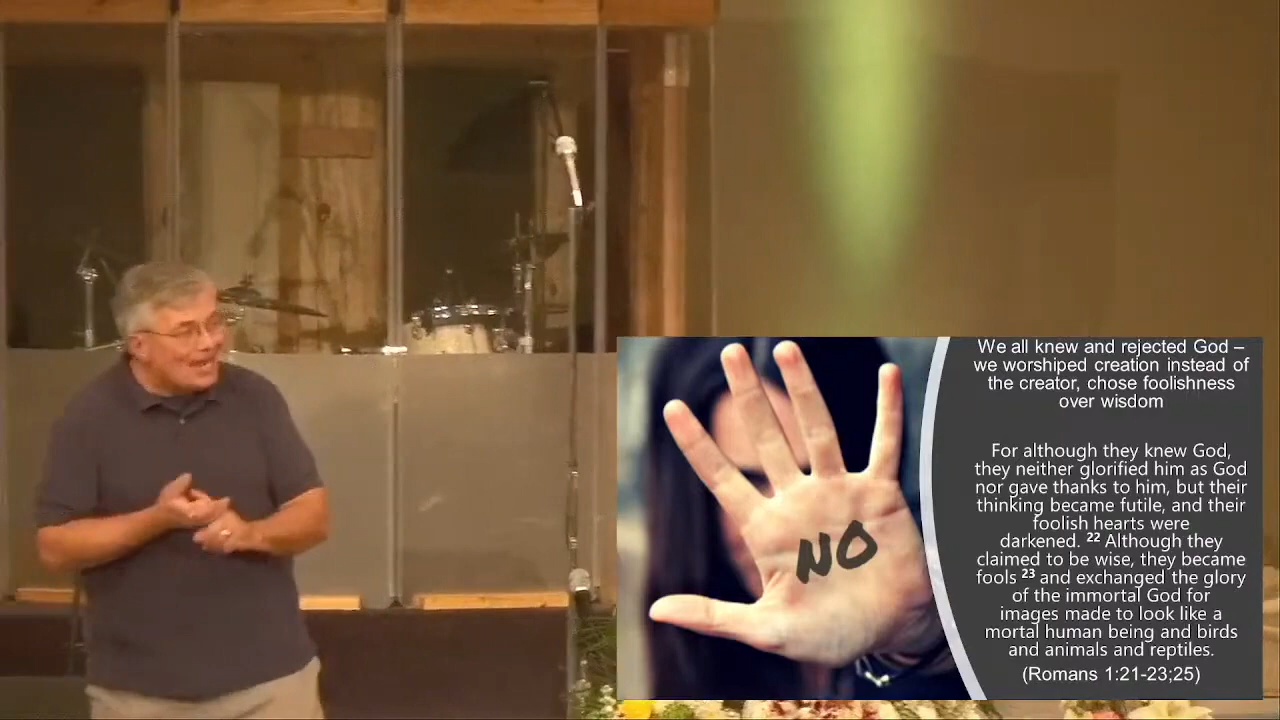 NO
We all knew and rejected God –
we worshiped creation instead of
the creator, chose foolishness
over wisdom
For although they knew God,
they neither glorified him as God
nor gave thanks to him, but their
thinking became futile, and their
foolish hearts were
darkened. 22 Although they
claimed to be wise, they became
fools 23 and exchanged the glory
of the immortal God for
images made to look like a
mortal human being and birds
and animals and reptiles.
(Romans 1:21-23;25)